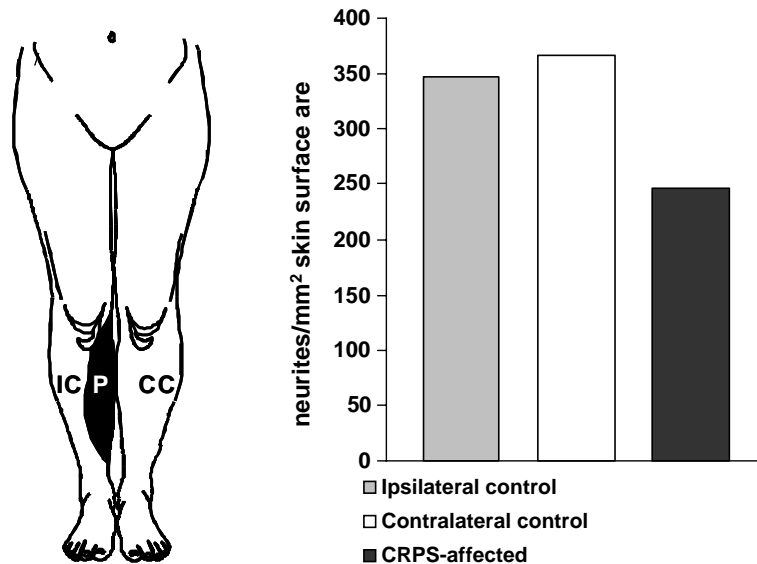 IC P CC
neurites/mm² skin surface are
400
350
300
250
200
150
100
50
0
Ipsilateral control
Contralateral control
CRPS-affected